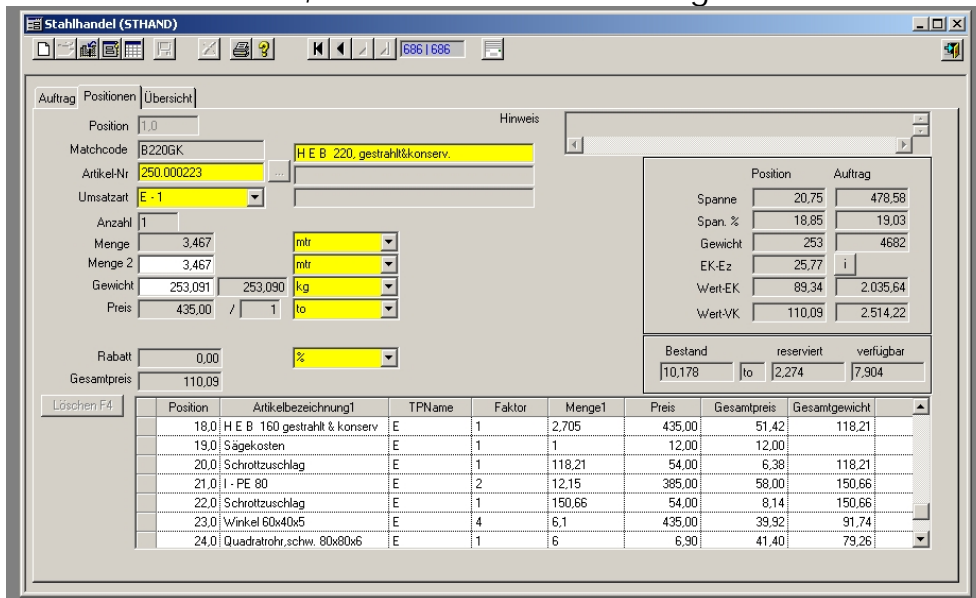 Stahlhandel (STHAND)
686 | 686
Auftrag Positionen Übersicht
Position 1,0
Hinweis
Matchcode B220GK
H E B 220, gestrahlt&konserv.
Artikel-Nr 250.000223 ...
Umsatzart E - 1
Anzahl 1
Menge 3,467 mtr
Menge 2 3,467 mtr
Gewicht 253,091 253,090 kg
Preis 435,00 / 1 to
Rabatt 0,00 %
Gesamtpreis 110,09
Position Auftrag
Spanne 20,75 478,58
Span. % 18,85 19,03
Gewicht 253 4682
EK-Ez 25,77 i
Wert-EK 89,34 2.035,64
Wert-VK 110,09 2.514,22
Bestand reserviert verfügbar
10,178 to 2,274 7,904
Löschen F4
Position Artikelbezeichnung1 TPName Faktor Menge1 Preis Gesamtpreis Gesamtgewicht
18,0 H E B 160 gestrahlt & konserv E 1 2,705 435,00 51,42 118,21
19,0 Sägekosten E 1 1 12,00 12,00
20,0 Schrottzuschlag E 1 118,21 54,00 6,38 118,21
21,0 I - PE 80 E 2 12,15 385,00 58,00 150,66
22,0 Schrottzuschlag E 1 150,66 54,00 8,14 150,66
23,0 Winkel 60x40x5 E 4 6,1 435,00 39,92 91,74
24,0 Quadratrohr,schw. 80x80x6 E 1 6 6,90 41,40 79,26